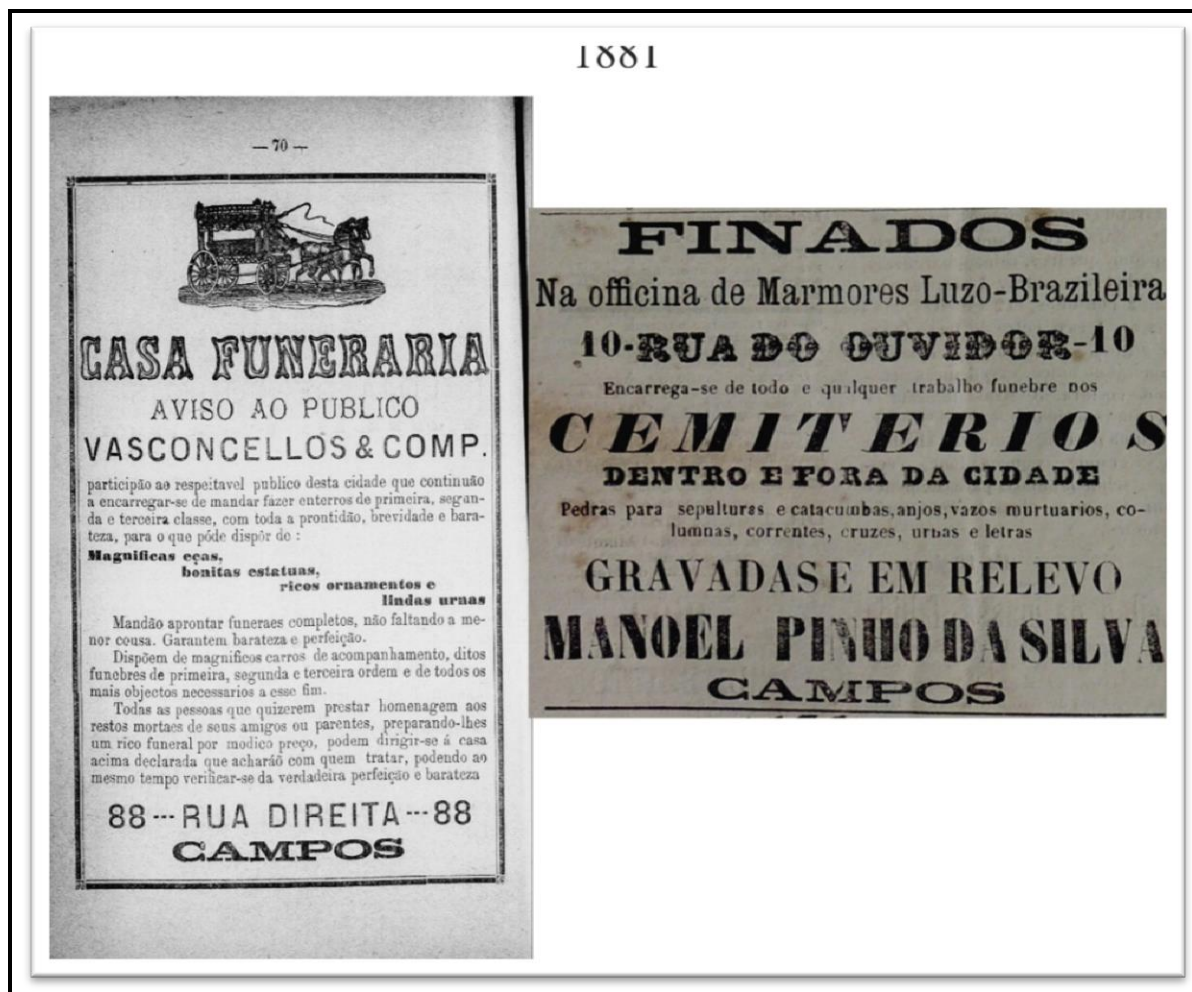 1881
— 70 —
CASA FUNERARIA
AVISO AO PUBLICO
VASCONCELLOS & COMP.
participão ao respeitavel publico desta cidade que continuão
a encarregar-se de mandar fazer enterros de primeira, segun-
da e terceira classe, com toda a prontidão, brevidade e bara-
teza, para o que póde dispôr de :
Magnificas eças,
bonitas estatuas,
ricos ornamentos e
lindas urnas
Mandão aprontar funeraes completos, não faltando a me-
nor cousa. Garantem barateza e perfeição.
Dispõem de magnificos carros de acompanhamento, ditos
funebres de primeira, segunda e terceira ordem e de todos os
mais objectos necessarios a esse fim.
Todas as pessoas que quizerem prestar homenagem aos
restos mortaes de seus amigos ou parentes, preparando-lhes
um rico funeral por modico preço, podem dirigir-se á casa
acima declarada que acharáõ com quem tratar, podendo ao
mesmo tempo verificar-se da verdadeira perfeição e barateza
88---RUA DIREITA---88
CAMPOS
FINADOS
Na officina de Marmores Luzo-Brazileira
10-RUA DO OUVIDOR-10
Encarrega-se de todo e qualquer trabalho funebre nos
CEMITERIOS
DENTRO E FORA DA CIDADE
Pedras para sepulturas e catacumbas, anjos, vazos murtuarios, co-
lumnas, correntes, cruzes, urnas e letras
GRAVADAS E EM RELEVO
MANOEL PINHO DA SILVA
CAMPOS